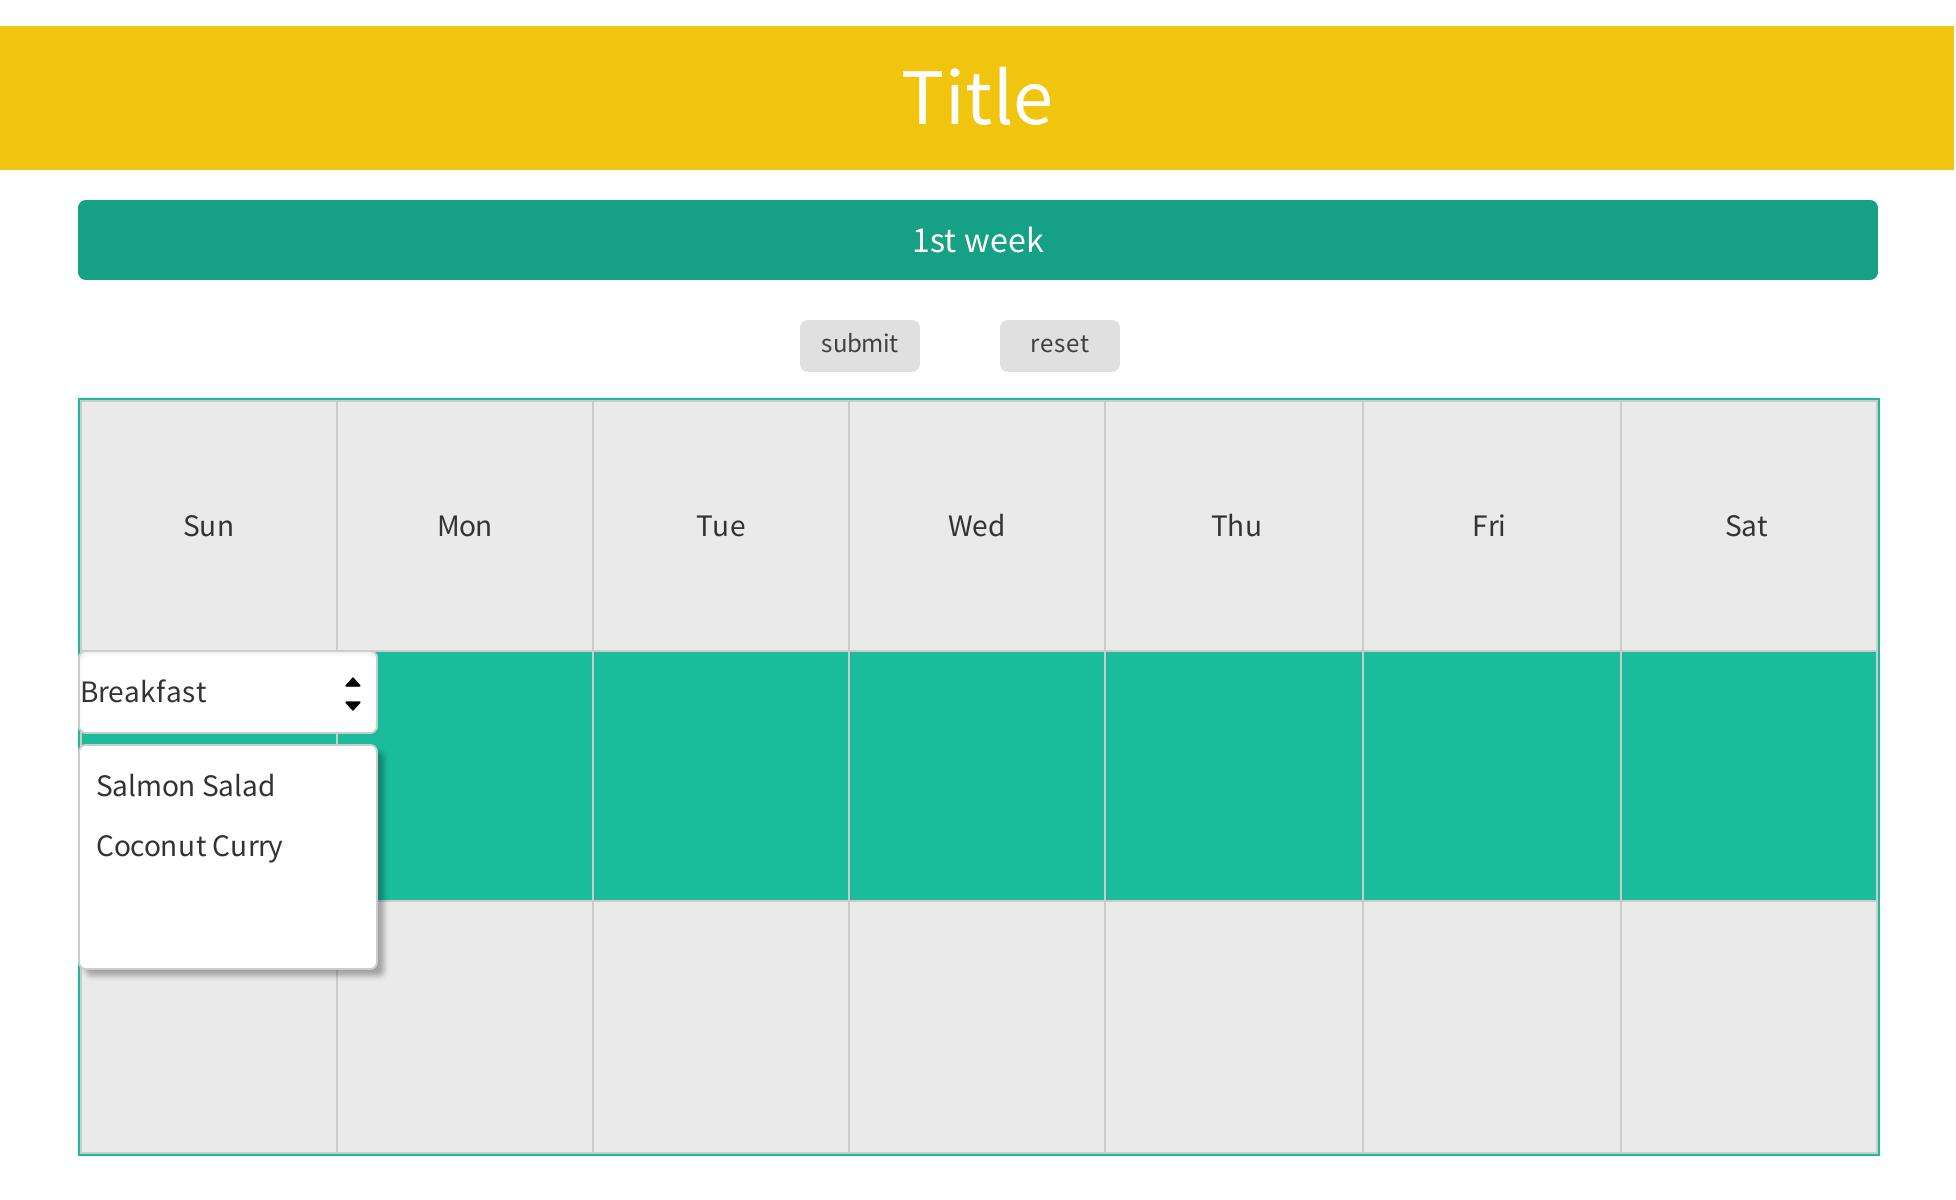 Title
1st week
submit reset
Sun Mon Tue Wed Thu Fri Sat
Breakfast
Salmon Salad
Coconut Curry